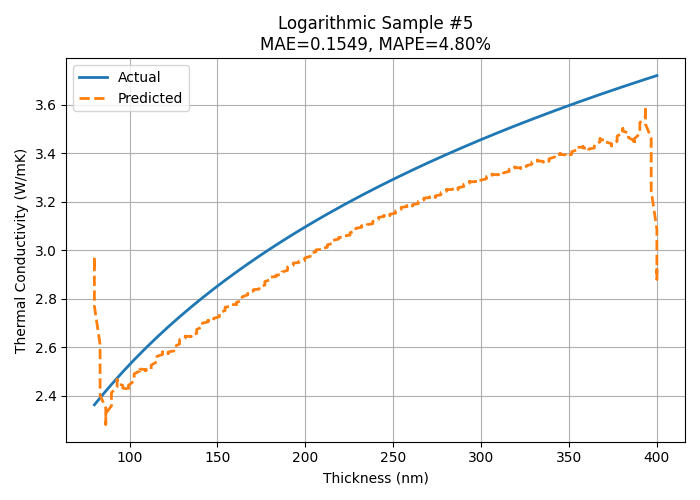 Logarithmic Sample #5
MAE=0.1549, MAPE=4.80%
Actual
Predicted
Thermal Conductivity (W/mK)
3.6
3.4
3.2
3.0
2.8
2.6
2.4
100
150
200
250
300
350
400
Thickness (nm)